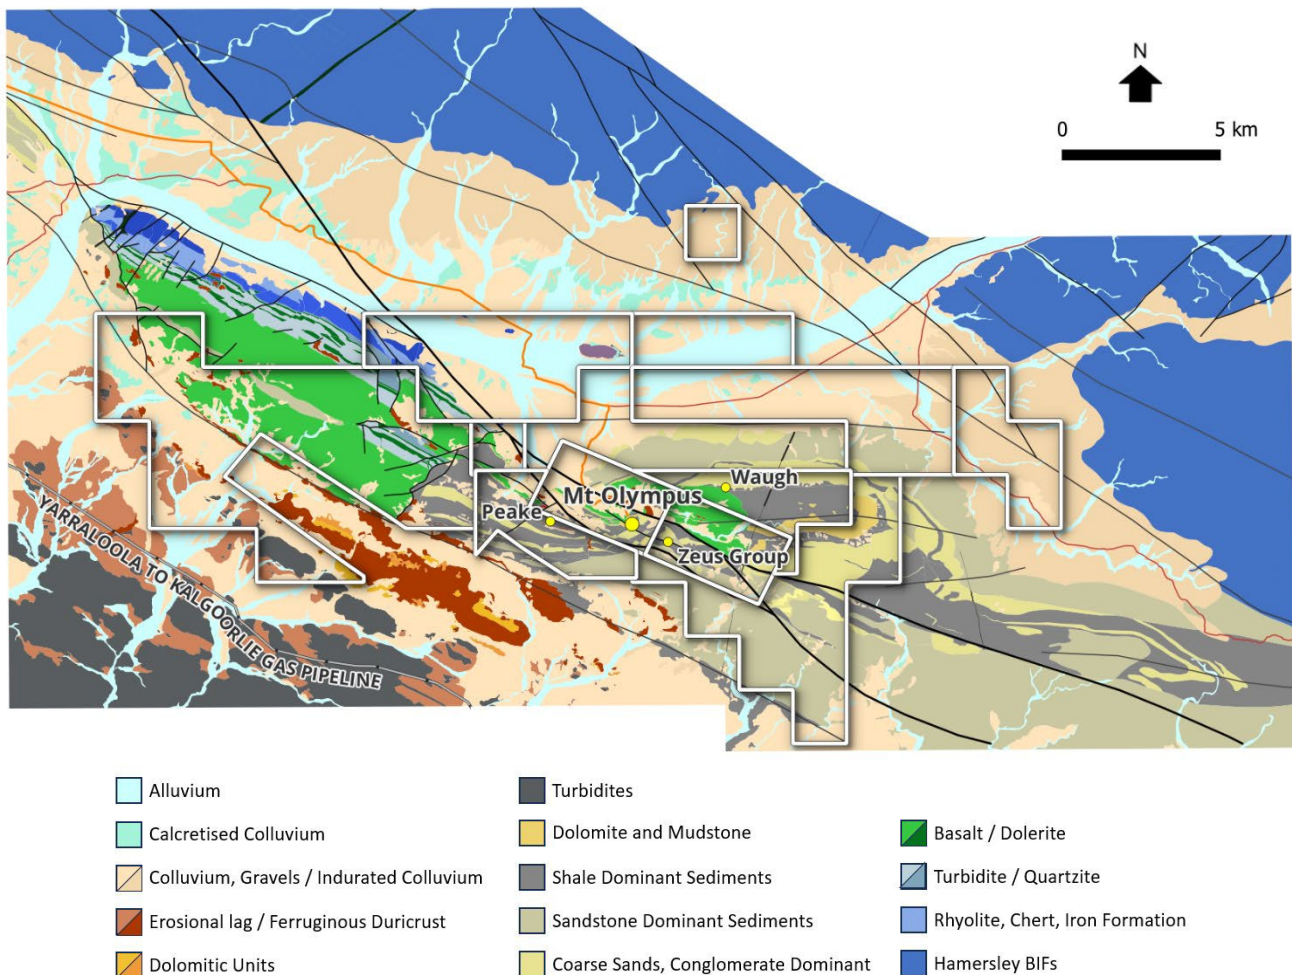 N
0 5 km
Waugh
Mt Olympus
Peake
Zeus Group
YARRALOOLA TO KALGOORLIE GAS PIPELINE
Alluvium
Calcretised Colluvium
Colluvium, Gravels / Indurated Colluvium
Erosional lag / Ferruginous Duricrust
Dolomitic Units
Turbidites
Dolomite and Mudstone
Shale Dominant Sediments
Sandstone Dominant Sediments
Coarse Sands, Conglomerate Dominant
Basalt / Dolerite
Turbidite / Quartzite
Rhyolite, Chert, Iron Formation
Hamersley BIFs